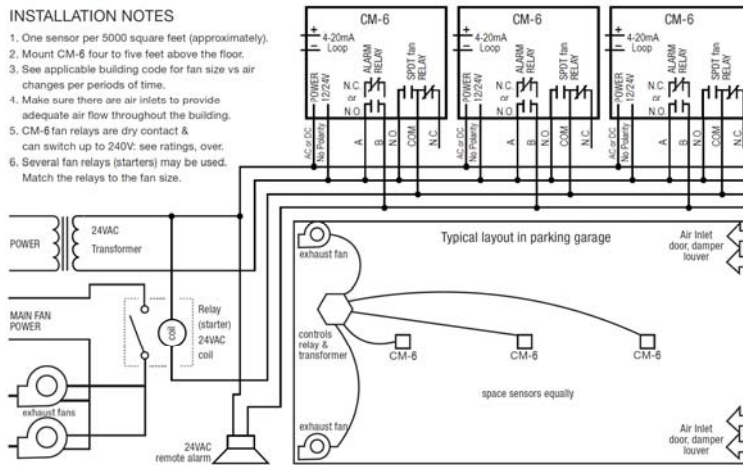 INSTALLATION NOTES
1. One sensor per 5000 square feet (approximately).
2. Mount CM-6 four to five feet above the floor.
3. See applicable building code for fan size vs air
changes per periods of time.
4. Make sure there are air inlets to provide
adequate air flow throughout the building.
5. CM-6 fan relays are dry contact &
can switch up to 240V: see ratings, over.
6. Several fan relays (starters) may be used.
Match the relays to the fan size.
CM-6
+
4-20mA
Loop
-
POWER
12/24V
ALARM
RELAY
SPDT fan
RELAY
N.C.
or
N.O.
AC or DC
No Polarity
A
B
N.O.
COM
N.C.
CM-6
+
4-20mA
Loop
-
POWER
12/24V
ALARM
RELAY
SPDT fan
RELAY
N.C.
or
N.O.
AC or DC
No Polarity
A
B
N.O.
COM
N.C.
CM-6
+
4-20mA
Loop
-
POWER
12/24V
ALARM
RELAY
SPDT fan
RELAY
N.C.
or
N.O.
AC or DC
No Polarity
A
B
N.O.
COM
N.C.
POWER
24VAC
Transformer
MAIN FAN
POWER
coil
Relay
(starter)
24VAC
coil
exhaust fans
24VAC
remote alarm
Typical layout in parking garage
exhaust fan
Air Inlet
door, damper
louver
controls
relay &
transformer
CM-6
CM-6
CM-6
space sensors equally
exhaust fan
Air Inlet
door, damper
louver